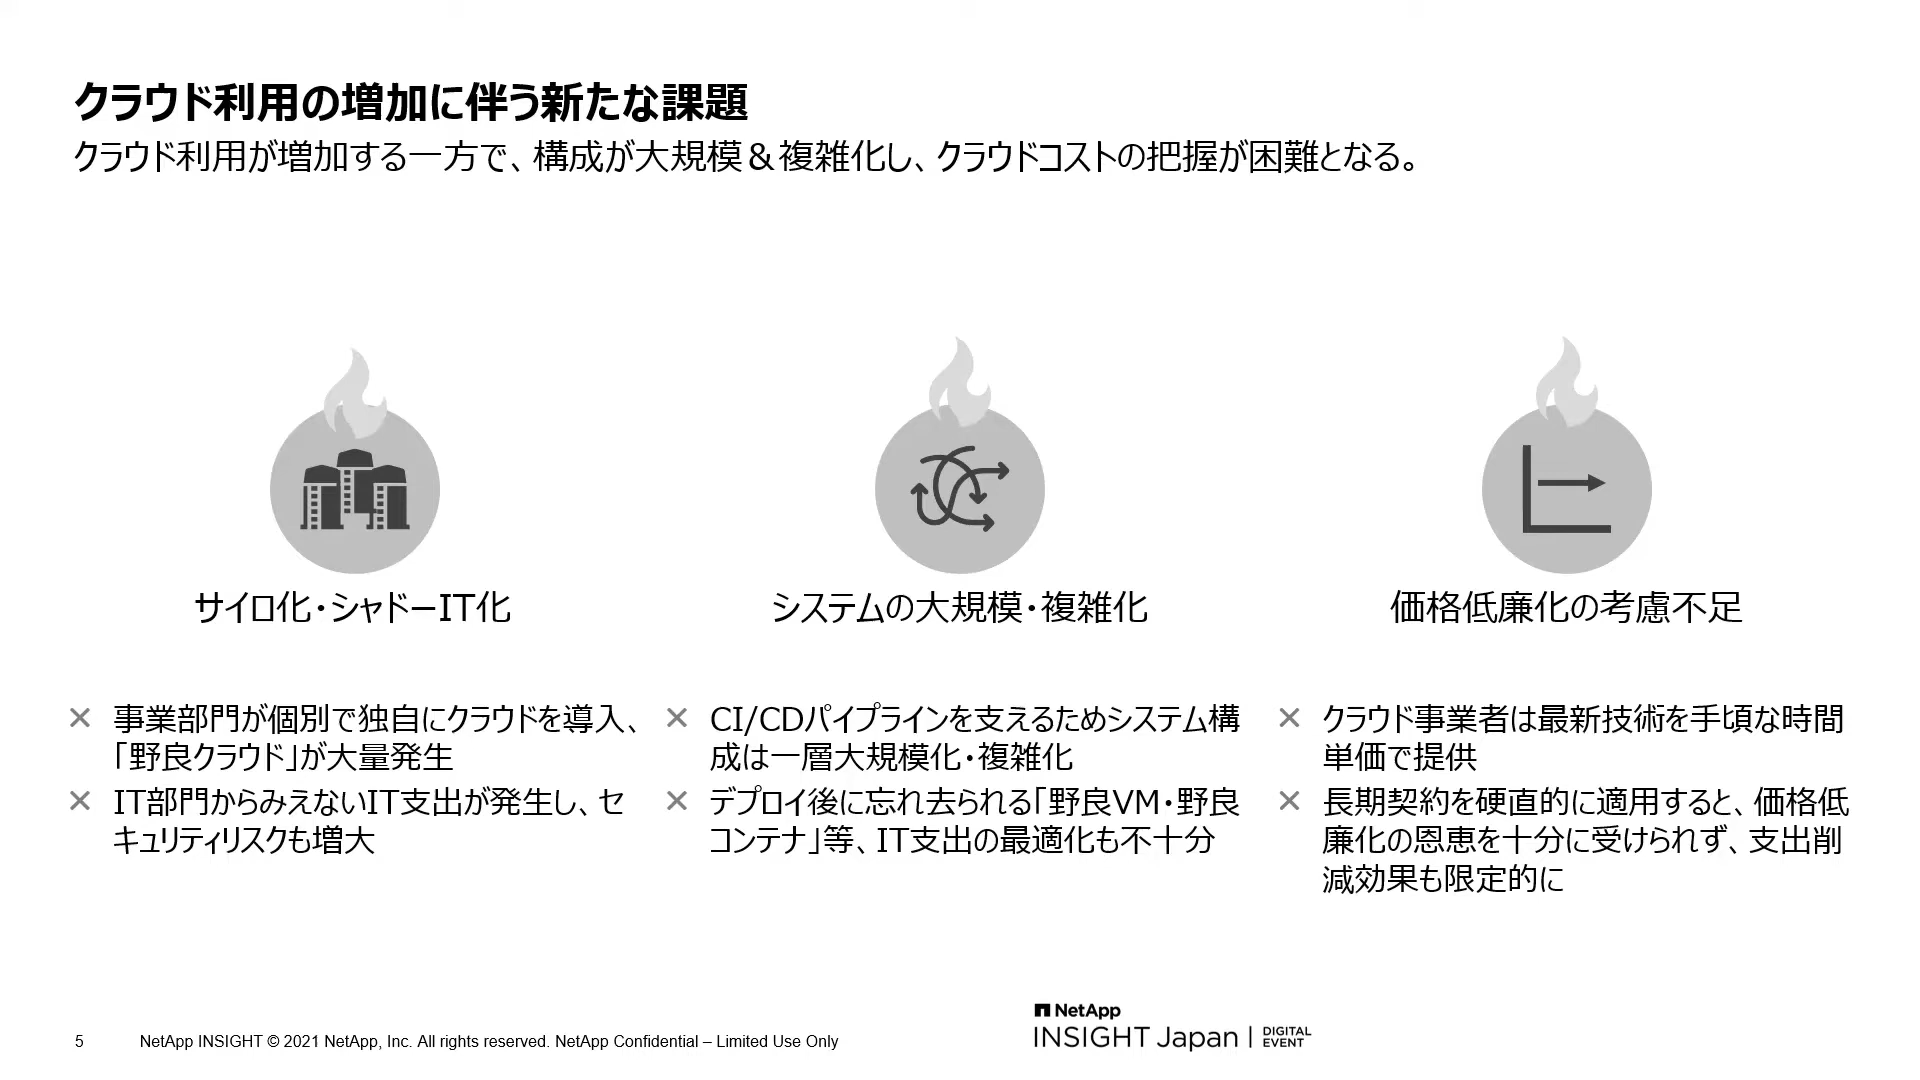 クラウド利用の増加に伴う新たな課題
クラウド利用が増加する一方で、構成が大規模＆複雑化し、クラウドコストの把握が困難となる。
サイロ化・シャドーIT化
× 事業部門が個別で独自にクラウドを導入、
「野良クラウド」が大量発生
× IT部門からみえないIT支出が発生し、セ
キュリティリスクも増大
システムの大規模・複雑化
× CI/CDパイプラインを支えるためシステム構
成は一層大規模化・複雑化
× デプロイ後に忘れ去られる「野良VM・野良
コンテナ」等、IT支出の最適化も不十分
価格低廉化の考慮不足
× クラウド事業者は最新技術を手頃な時間
単価で提供
× 長期契約を硬直的に適用すると、価格低
廉化の恩恵を十分に受けられず、支出削
減効果も限定的に
5 NetApp INSIGHT © 2021 NetApp, Inc. All rights reserved. NetApp Confidential – Limited Use Only
NetApp
INSIGHT Japan | DIGITAL
EVENT